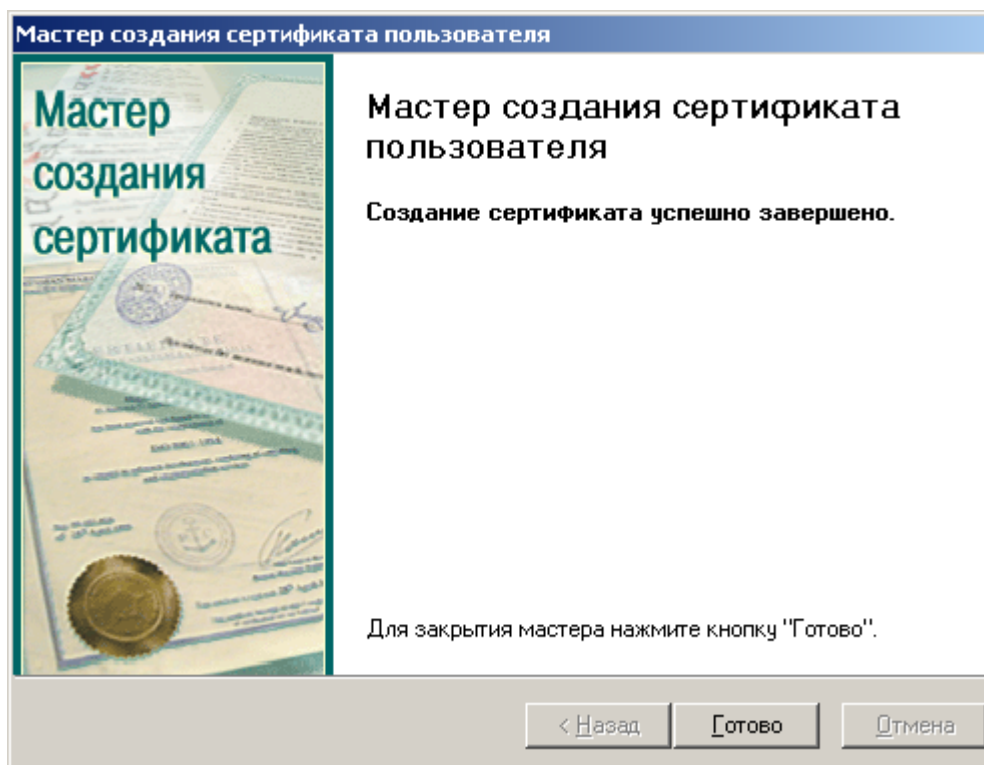 Мастер создания сертификата пользователя
Мастер
создания
сертификата
Мастер создания сертификата
пользователя
Создание сертификата успешно завершено.
Для закрытия мастера нажмите кнопку "Готово".
< Назад
Готово
Отмена